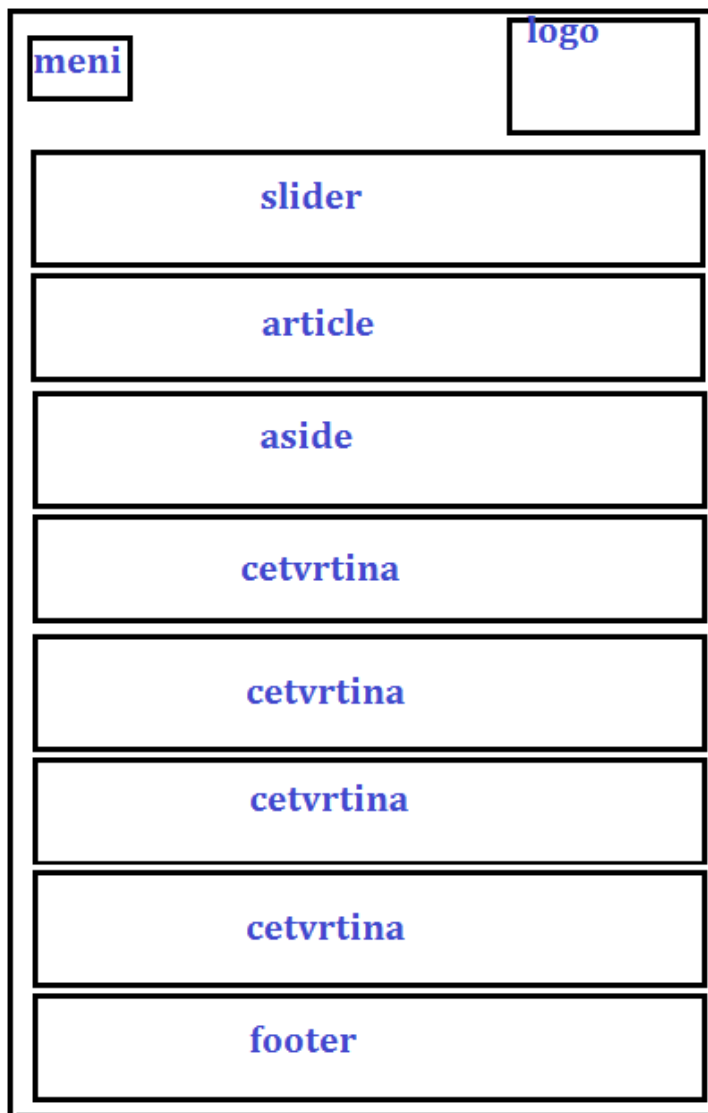 meni
logo
slider
article
aside
cetvrtina
cetvrtina
cetvrtina
cetvrtina
footer